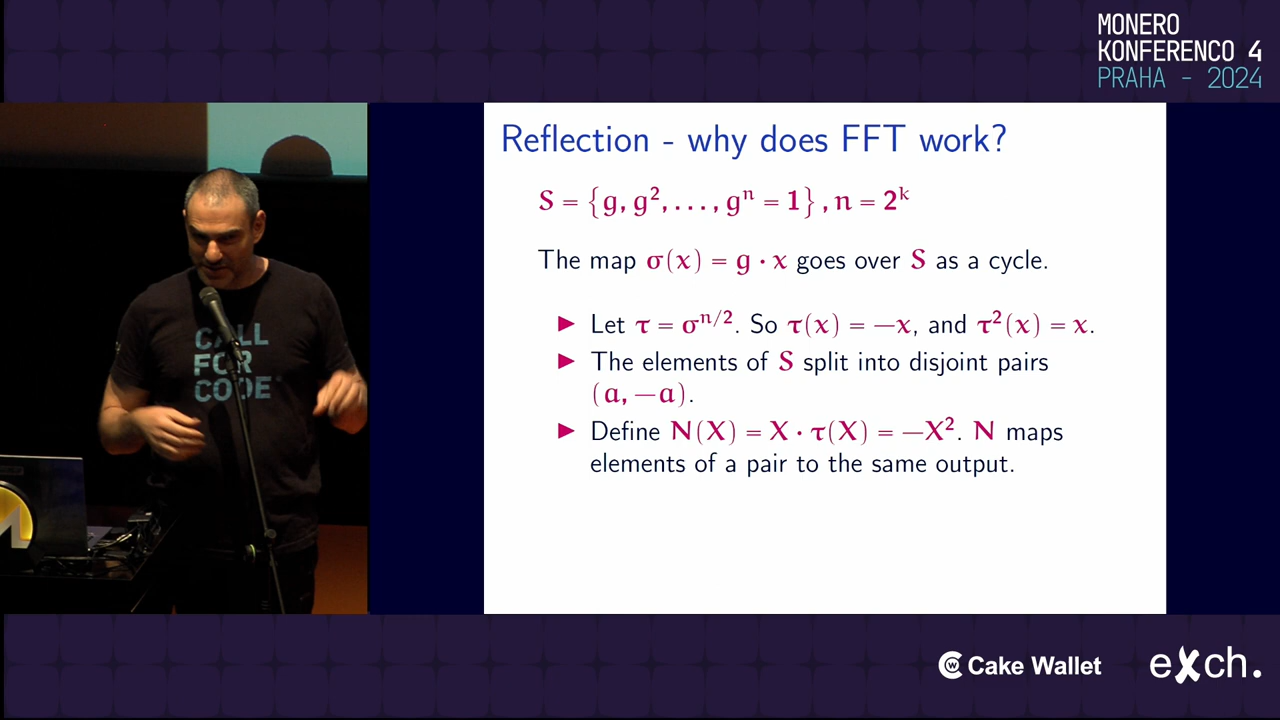 MONERO
KONFERENCO 4
PRAHA - 2024
Reflection - why does FFT work?
S = {g, g², . . . , gⁿ = 1} , n = 2ᵏ
The map σ(x) = g · x goes over S as a cycle.
▶ Let τ = σⁿ/². So τ(x) = −x, and τ²(x) = x.
▶ The elements of S split into disjoint pairs
(a, −a).
▶ Define N(X) = X · τ(X) = −X². N maps
elements of a pair to the same output.
CALL
FOR
CODE
Cake Wallet
exch.